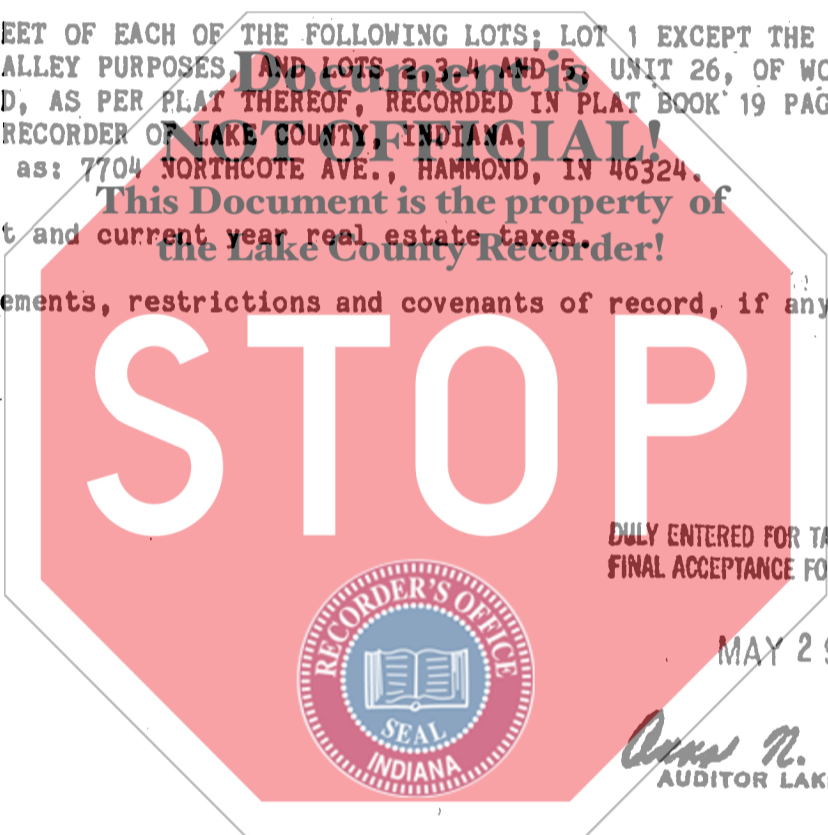 EET OF EACH OF THE FOLLOWING LOTS; LOT 1 EXCEPT THE
ALLEY PURPOSES, AND LOTS 2,3,4 AND 5, UNIT 26, OF WO
Document is
D, AS PER PLAT THEREOF, RECORDED IN PLAT BOOK 19 PAG
RECORDER OF LAKE COUNTY, INDIANA.
NOT OFFICIAL!
as: 7704 NORTHCOTE AVE., HAMMOND, IN 46324.
This Document is the property of
t and current year real estate taxes.
the Lake County Recorder!
ements, restrictions and covenants of record, if any
STOP
DULY ENTERED FOR TA
FINAL ACCEPTANCE FO
RECORDER'S OFFICE
MAY 2 9
SEAL
INDIANA
N.
AUDITOR LAK